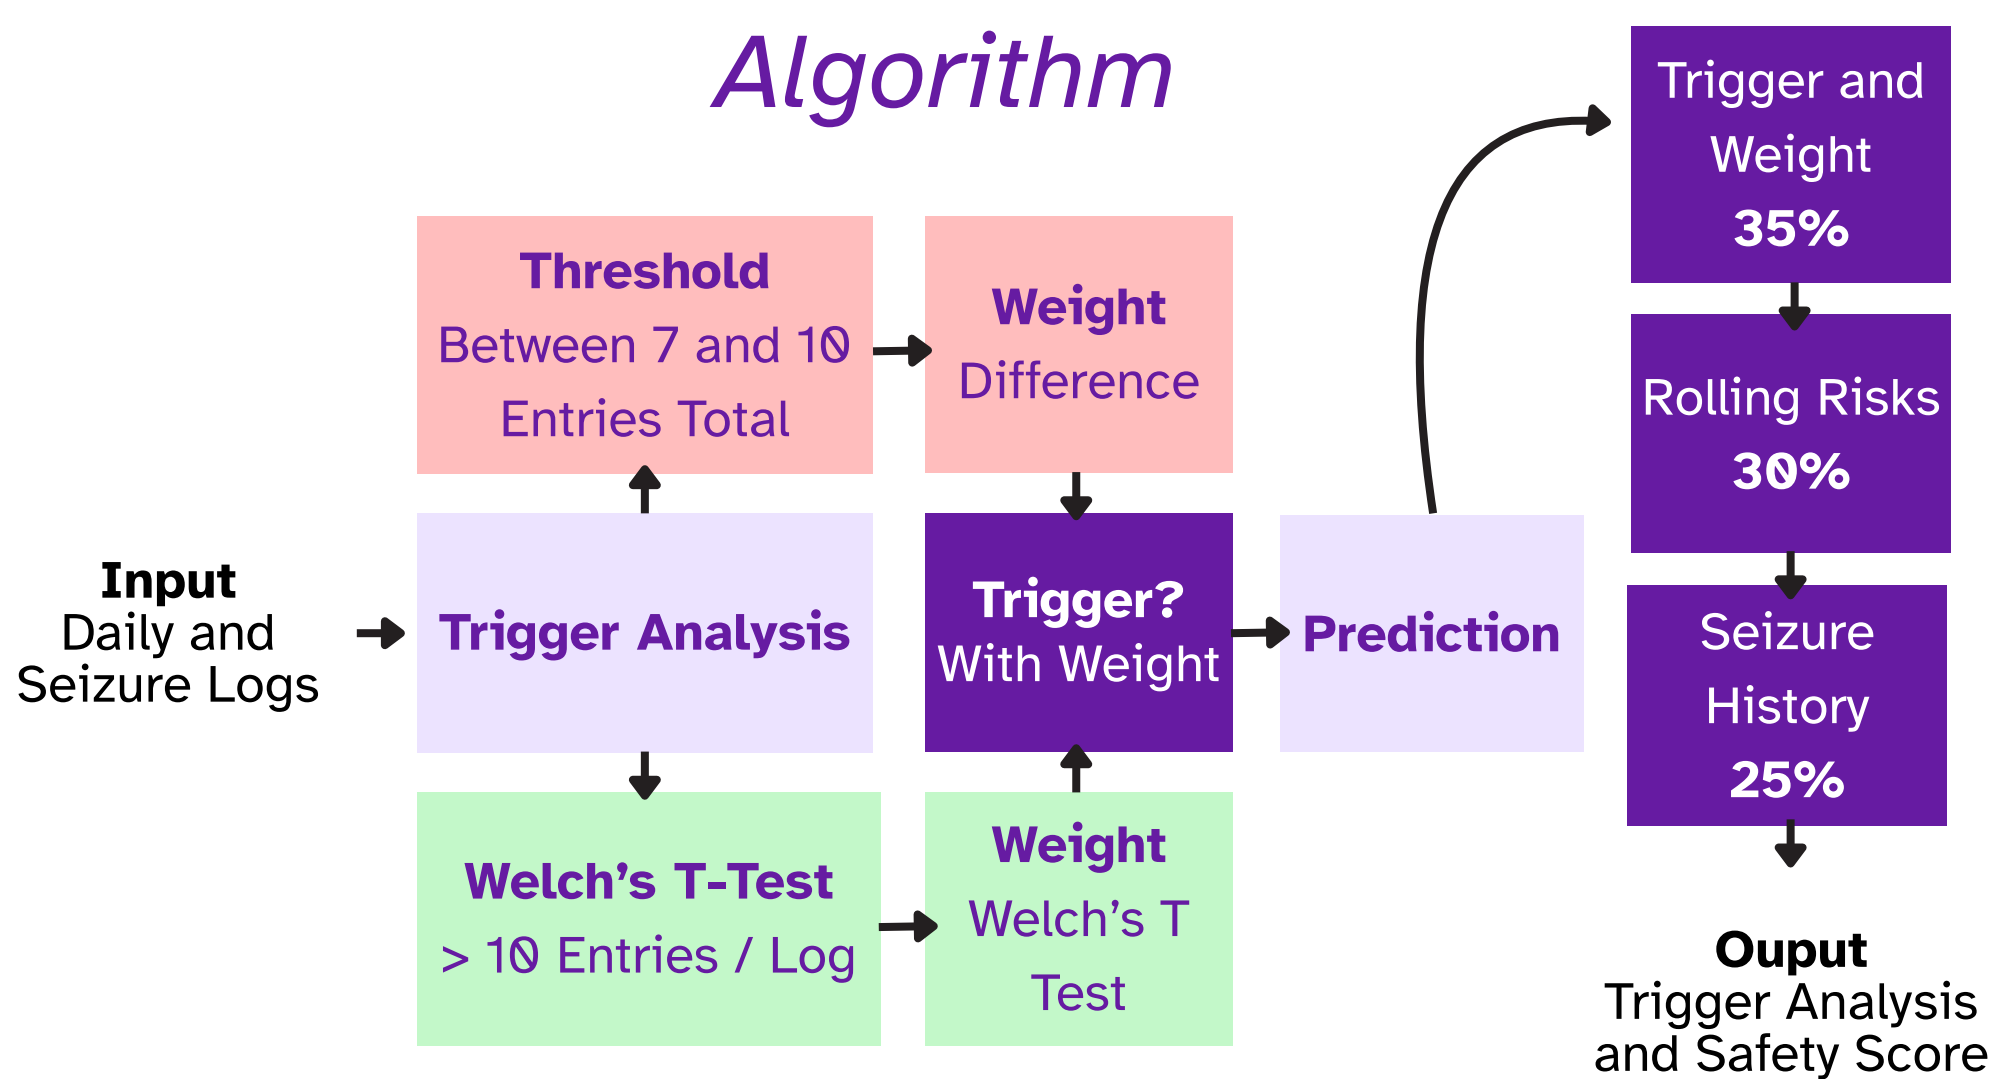 Algorithm
Input
Daily and
Seizure Logs
Trigger Analysis
Threshold
Between 7 and 10
Entries Total
Weight
Difference
Welch’s T-Test
> 10 Entries / Log
Weight
Welch’s T
Test
Trigger?
With Weight
Prediction
Trigger and
Weight
35%
Rolling Risks
30%
Seizure
History
25%
Ouput
Trigger Analysis
and Safety Score